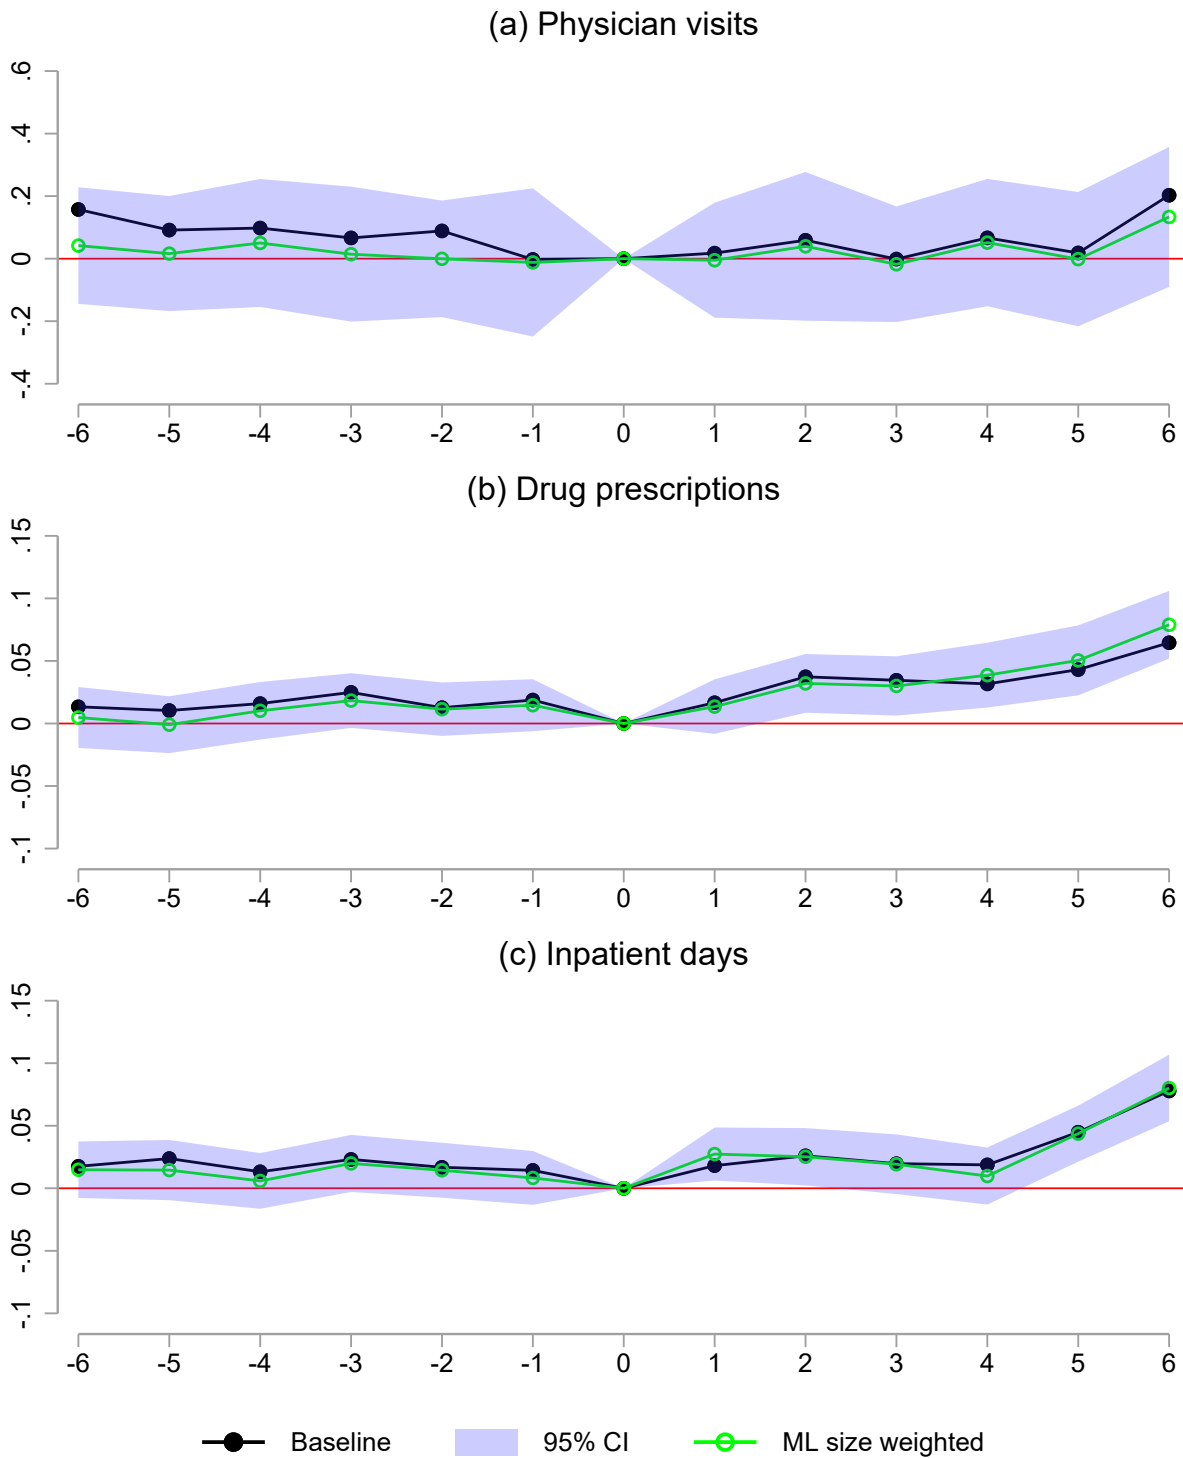 (a) Physician visits
.6
.4
.2
0
-.2
-.4
-6 -5 -4 -3 -2 -1 0 1 2 3 4 5 6
(b) Drug prescriptions
.15
.1
.05
0
-.05
-.1
-6 -5 -4 -3 -2 -1 0 1 2 3 4 5 6
(c) Inpatient days
.15
.1
.05
0
-.05
-.1
-6 -5 -4 -3 -2 -1 0 1 2 3 4 5 6
Baseline 95% CI ML size weighted